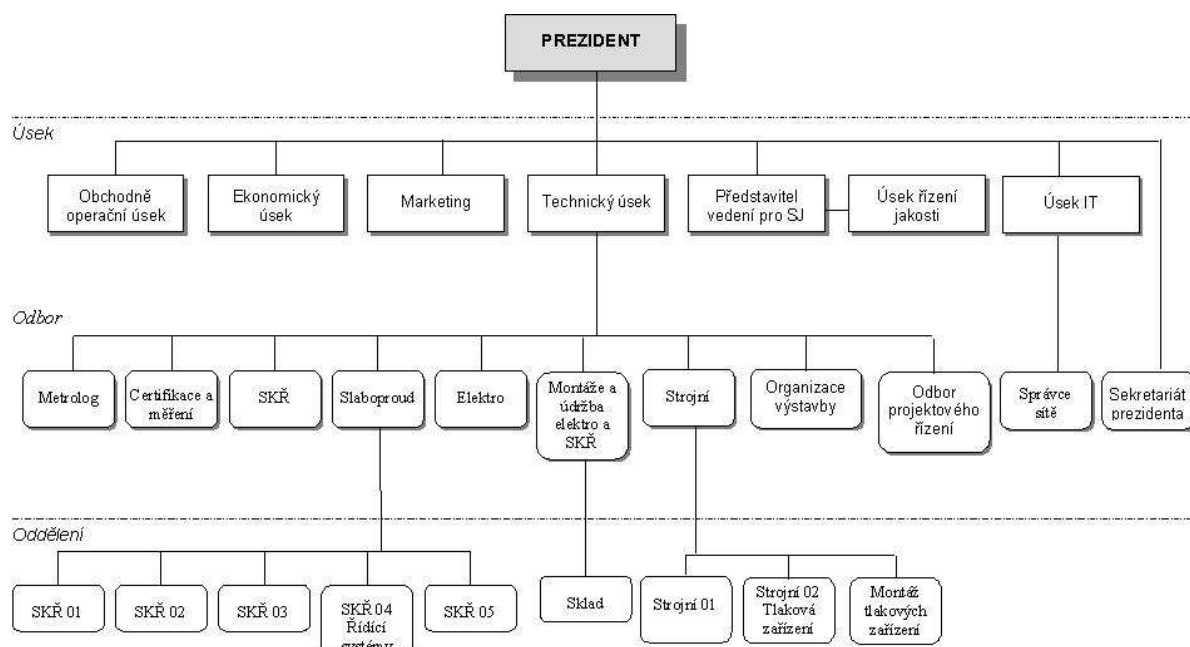 PREZIDENT
Úsek
Obchodně
operační úsek
Ekonomický
úsek
Marketing
Technický úsek
Představitel
vedení pro SJ
Úsek řízení
jakosti
Úsek IT
Odbor
Metrolog
Certifikace a
měření
SKŘ
Slaboproud
Elektro
Montáže a
údržba
elektro a
SKŘ
Strojní
Organizace
výstavby
Odbor
projektového
řízení
Správce
sítě
Sekretariát
prezidenta
Oddělení
SKŘ 01
SKŘ 02
SKŘ 03
SKŘ 04
Řídící
systémy
SKŘ 05
Sklad
Strojní 01
Strojní 02
Tlaková
zařízení
Montáž
tlakových
zařízení